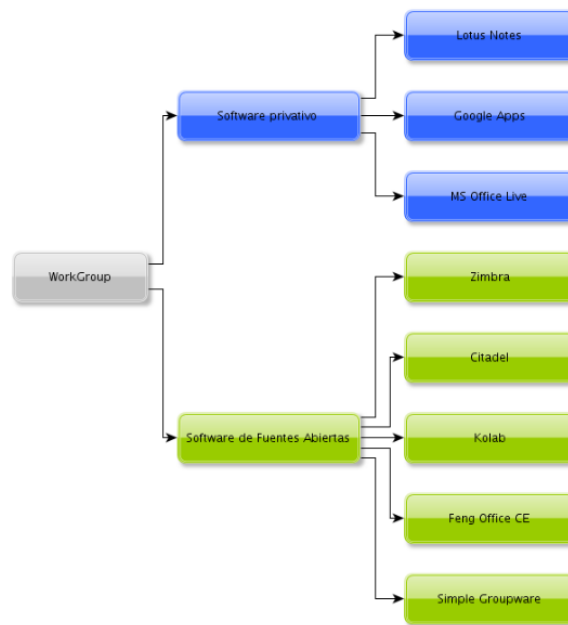 Lotus Notes
Software privativo
Google Apps
MS Office Live
WorkGroup
Zimbra
Citadel
Software de Fuentes Abiertas
Kolab
Feng Office CE
Simple Groupware